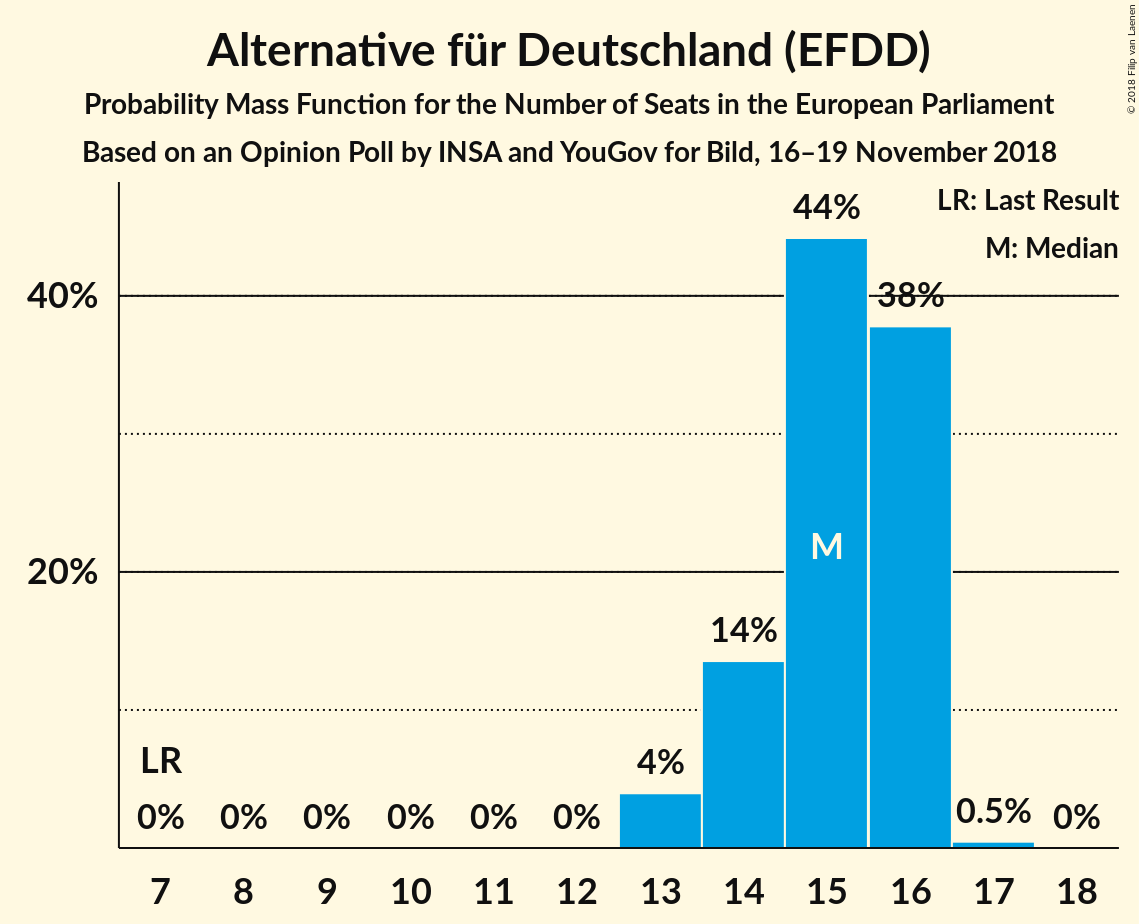 Alternative für Deutschland (EFDD)
Probability Mass Function for the Number of Seats in the European Parliament
Based on an Opinion Poll by INSA and YouGov for Bild, 16–19 November 2018
© 2018 Filip van Laenen
LR: Last Result
M: Median
44%
40%
38%
M
20%
14%
LR
4%
0% 0% 0% 0% 0% 0% 0.5% 0%
7 8 9 10 11 12 13 14 15 16 17 18